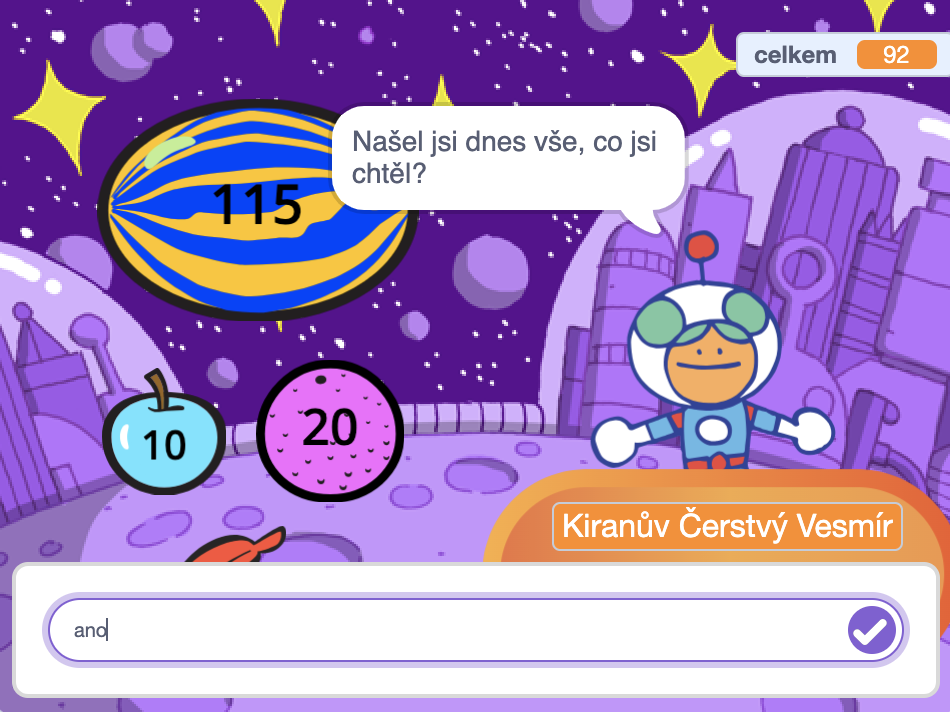 celkem 92
Našel jsi dnes vše, co jsi
chtěl?
115
10
20
Kiranův Čerstvý Vesmír
ano